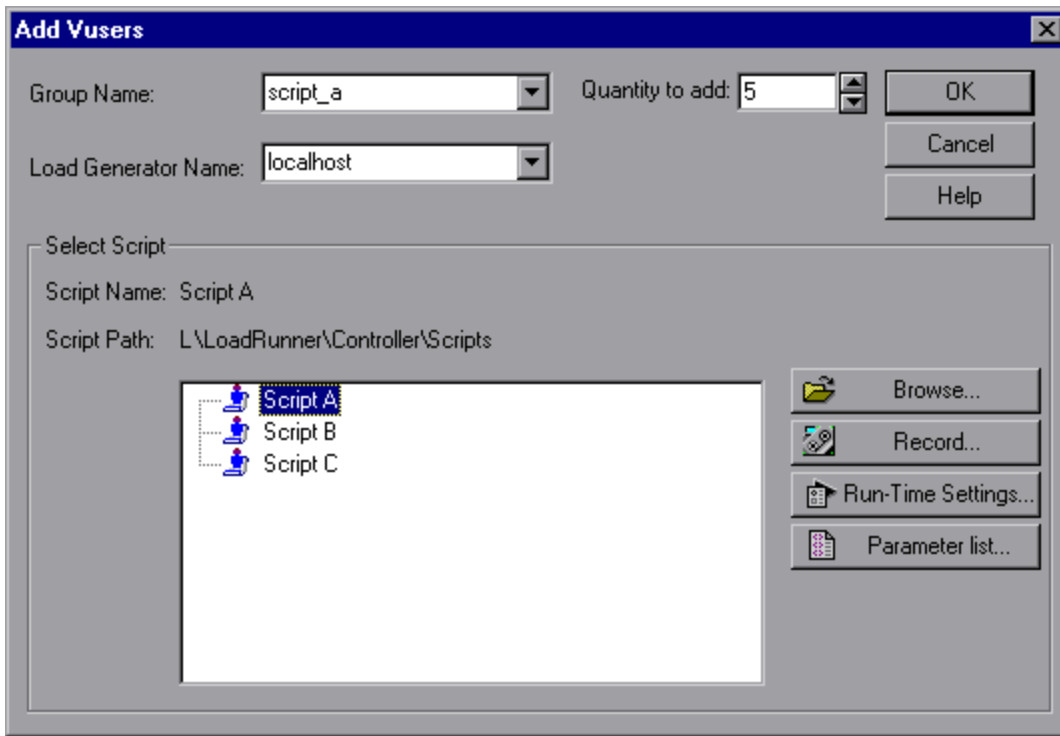 Add Vusers
Group Name: script_a Quantity to add: 5 OK
Load Generator Name: localhost Cancel
Help
Select Script
Script Name: Script A
Script Path: L\LoadRunner\Controller\Scripts
Script A
Script B
Script C
Browse...
Record...
Run-Time Settings...
Parameter list...